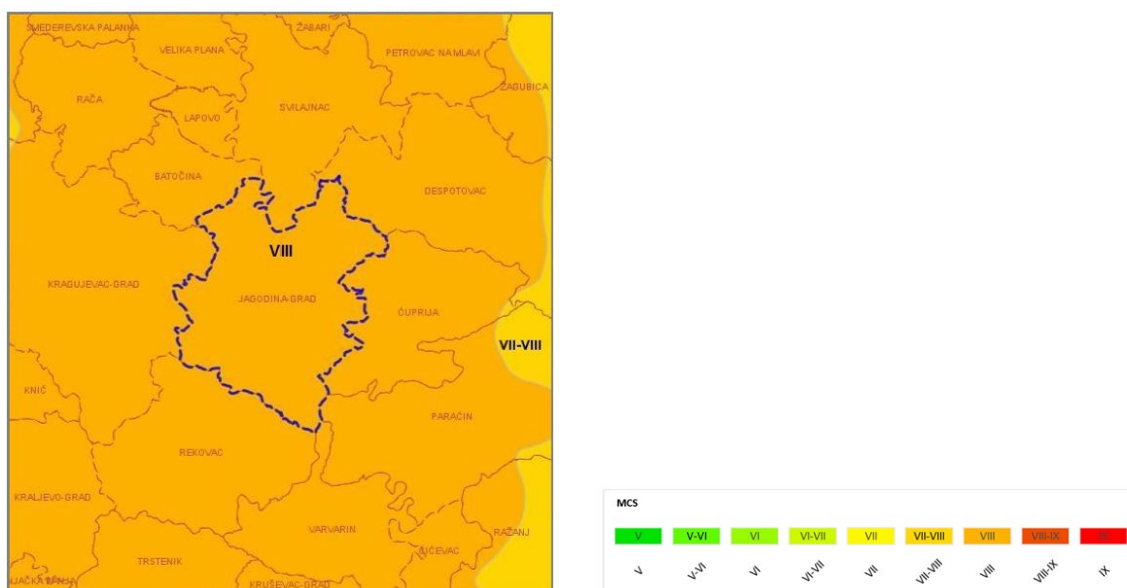 SMEDEREVSKA PALANKA
ŽABARI
VELIKA PLANA
PETROVAC NA MLAVI
ŽAGUBICA
RAČA
SVILAJNAC
LAPOVO
BATOČINA
DESPOTOVAC
VIII
KRAGUJEVAC-GRAD
JAGODINA-GRAD
ĆUPRIJA
VII-VIII
KNIĆ
PARAĆIN
REKOVAC
KRALJEVO-GRAD
VARVARIN
RAŽANJ
TRSTENIK
ĆIĆEVAC
KRUŠEVAC-GRAD
MCS
V V-VI VI VI-VII VII VII-VIII VIII VIII-IX IX
V V-VI VI VI-VII VII VII-VIII VIII VIII-IX IX